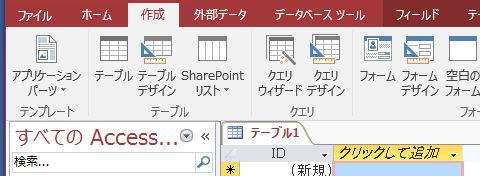 ファイル ホーム 作成 外部データ データベース ツール フィールド
アプリケーション パーツ テーブル テーブル デザイン SharePoint リスト クエリ ウィザード クエリ デザイン フォーム フォーム デザイン 空白の
テンプレート テーブル クエリ
すべての Access...
検索...
テーブル1
ID クリックして追加
(新規)